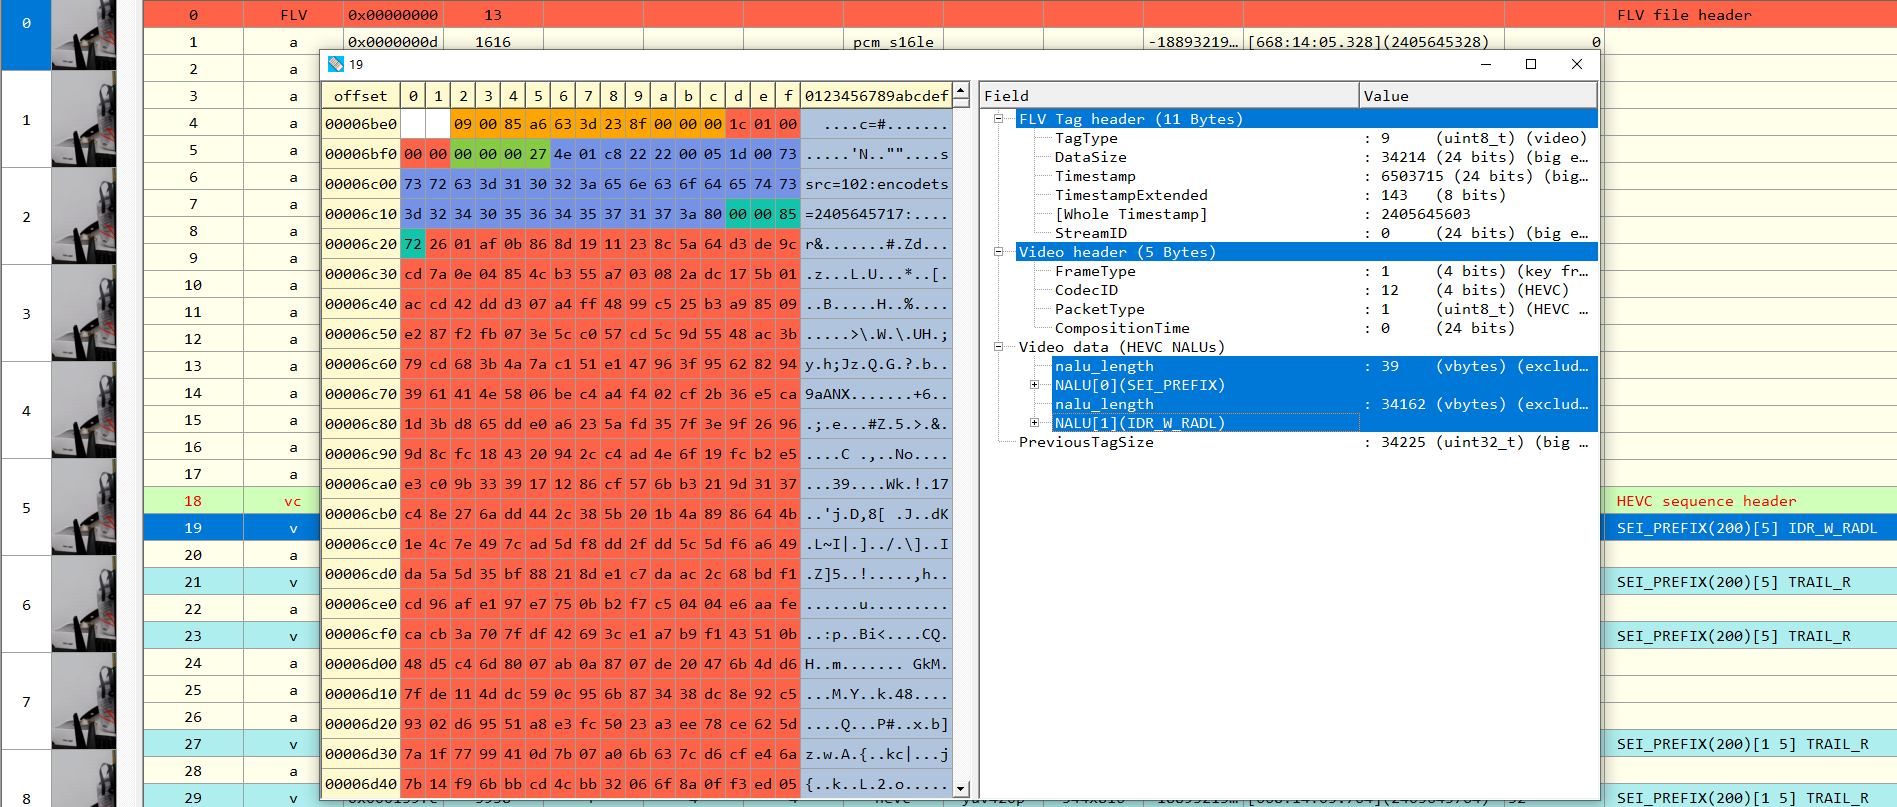 0 FLV 0x00000000 13 FLV file header
1 a 0x0000000d 1616 pcm_s16le -18893219… [668:14:05.328](2405645328) 0
2 a
3 a
4 a
5 a
6 a
7 a
8 a
9 a
10 a
11 a
12 a
13 a
14 a
15 a
16 a
17 a
18 vc HEVC sequence header
19 v SEI_PREFIX(200)[5] IDR_W_RADL
20 a
21 v SEI_PREFIX(200)[5] TRAIL_R
22 a
23 v SEI_PREFIX(200)[5] TRAIL_R
24 a
25 a
26 a
27 v SEI_PREFIX(200)[1 5] TRAIL_R
28 a
29 v SEI_PREFIX(200)[1 5] TRAIL_R
0
1
2
3
4
5
6
7
8
19
offset 0 1 2 3 4 5 6 7 8 9 a b c d e f 0123456789abcdef
00006be0 09 00 85 a6 63 3d 23 8f 00 00 00 1c 01 00 ....c=#.......
00006bf0 00 00 00 00 00 27 4e 01 c8 22 22 00 05 1d 00 73 .....'N..""....s
00006c00 73 72 63 3d 31 30 32 3a 65 6e 63 6f 64 65 74 73 src=102:encodets
00006c10 3d 32 34 30 35 36 34 35 37 31 37 3a 80 00 00 85 =2405645717:....
00006c20 72 26 01 af 0b 86 8d 19 11 23 8c 5a 64 d3 de 9c r&.......#.Zd...
00006c30 cd 7a 0e 04 85 4c b3 55 a7 03 08 2a dc 17 5b 01 .z...L.U...*..[.
00006c40 ac cd 42 dd d3 07 a4 ff 48 99 c5 25 b3 a9 85 09 ..B.....H..%....
00006c50 e2 87 f2 fb 07 3e 5c c0 57 cd 5c 9d 55 48 ac 3b .....>\.W.\.UH.;
00006c60 79 cd 68 3b 4a 7a c1 51 e1 47 96 3f 95 62 82 94 y.h;Jz.Q.G.?.b..
00006c70 39 61 41 4e 58 06 be c4 a4 f4 02 cf 2b 36 e5 ca 9aANX.......+6..
00006c80 1d 3b d8 65 dd e0 a6 23 5a fd 35 7f 3e 9f 26 96 .;.e...#Z.5.>.&.
00006c90 9d 8c fc 18 43 20 94 2c c4 ad 4e 6f 19 fc b2 e5 ....C .,..No....
00006ca0 e3 c0 9b 33 39 17 12 86 cf 57 6b b3 21 9d 31 37 ...39....Wk.!.17
00006cb0 c4 8e 27 6a dd 44 2c 38 5b 20 1b 4a 89 86 64 4b ..'j.D,8[ .J..dK
00006cc0 1e 4c 7e 49 7c ad 5d f8 dd 2f dd 5c 5d f6 a6 49 .L~I|.]../.\]..I
00006cd0 da 5a 5d 35 bf 88 21 8d e1 c7 da ac 2c 68 bd f1 .Z]5..!.....,h..
00006ce0 cd 96 af e1 97 e7 75 0b b2 f7 c5 04 04 e6 aa fe ......u.........
00006cf0 ca cb 3a 70 7f df 42 69 3c e1 a7 b9 f1 43 51 0b ..:p..Bi<....CQ.
00006d00 48 d5 c4 6d 80 07 ab 0a 87 07 de 20 47 6b 4d d6 H..m....... GkM.
00006d10 7f de 11 4d dc 59 0c 95 6b 87 34 38 dc 8e 92 c5 ...M.Y..k.48....
00006d20 93 02 d6 95 51 a8 e3 fc 50 23 a3 ee 78 ce 62 5d ....Q...P#..x.b]
00006d30 7a 1f 77 99 41 0d 7b 07 a0 6b 63 7c d6 cf e4 6a z.w.A.{..kc|...j
00006d40 7b 14 f9 6b bb cd 4c bb 32 06 6f 8a 0f f3 ed 05 {..k..L.2.o.....
Field Value
FLV Tag header (11 Bytes)
TagType : 9 (uint8_t) (video)
DataSize : 34214 (24 bits) (big e…
Timestamp : 6503715 (24 bits) (big…
TimestampExtended : 143 (8 bits)
[Whole Timestamp] : 2405645603
StreamID : 0 (24 bits) (big e…
Video header (5 Bytes)
FrameType : 1 (4 bits) (key fr…
CodecID : 12 (4 bits) (HEVC)
PacketType : 1 (uint8_t) (HEVC …
CompositionTime : 0 (24 bits)
Video data (HEVC NALUs)
nalu_length : 39 (vbytes) (exclud…
NALU[0](SEI_PREFIX)
nalu_length : 34162 (vbytes) (exclud…
NALU[1](IDR_W_RADL)
PreviousTagSize : 34225 (uint32_t) (big …